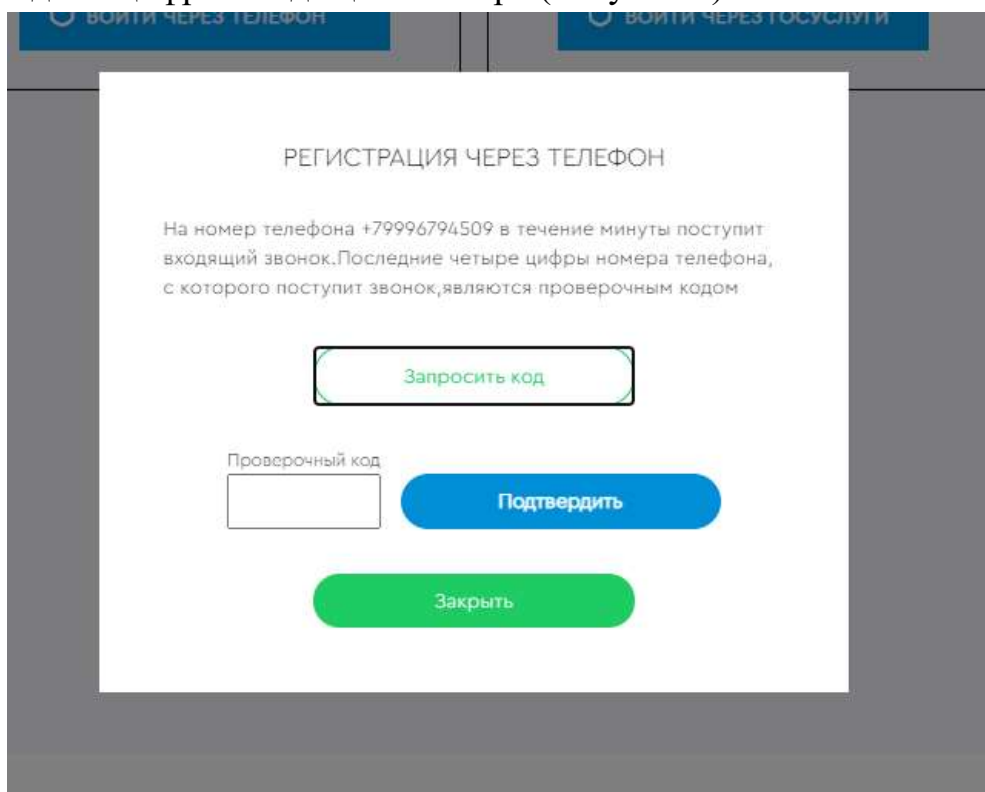 ВОЙТИ ЧЕРЕЗ ТЕЛЕФОН
ВОЙТИ ЧЕРЕЗ ГОСУСЛУГИ
РЕГИСТРАЦИЯ ЧЕРЕЗ ТЕЛЕФОН
На номер телефона +79996794509 в течение минуты поступит
входящий звонок.Последние четыре цифры номера телефона,
с которого поступит звонок,являются проверочным кодом
Запросить код
Проверочный код
Подтвердить
Закрыть